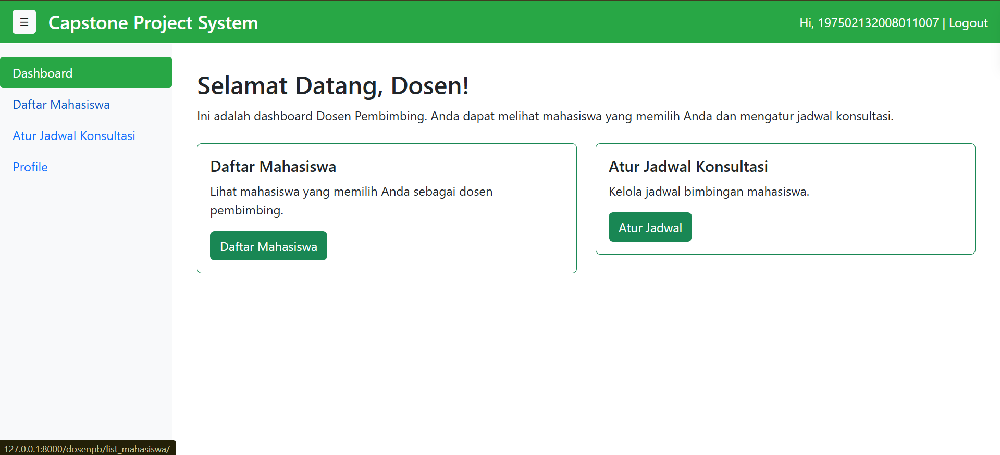 ☰ Capstone Project System
Hi, 197502132008011007 | Logout
Dashboard
Daftar Mahasiswa
Atur Jadwal Konsultasi
Profile
Selamat Datang, Dosen!
Ini adalah dashboard Dosen Pembimbing. Anda dapat melihat mahasiswa yang memilih Anda dan mengatur jadwal konsultasi.
Daftar Mahasiswa
Lihat mahasiswa yang memilih Anda sebagai dosen
pembimbing.
Daftar Mahasiswa
Atur Jadwal Konsultasi
Kelola jadwal bimbingan mahasiswa.
Atur Jadwal
127.0.0.1:8000/dosenpb/list_mahasiswa/